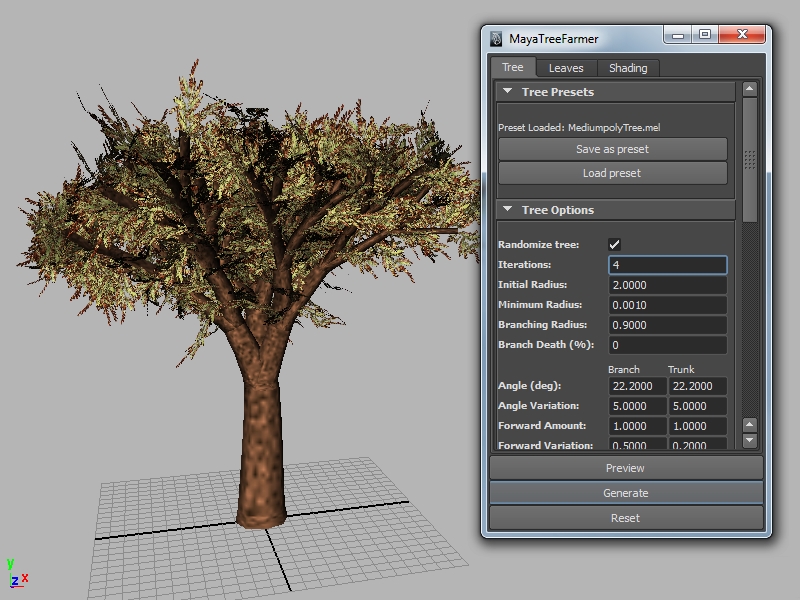 MayaTreeFarmer
Tree Leaves Shading
Tree Presets
Preset Loaded: MediumpolyTree.mel
Save as preset
Load preset
Tree Options
Randomize tree:
Iterations: 4
Initial Radius: 2.0000
Minimum Radius: 0.0010
Branching Radius: 0.9000
Branch Death (%): 0
Branch Trunk
Angle (deg): 22.2000 22.2000
Angle Variation: 5.0000 5.0000
Forward Amount: 1.0000 1.0000
Forward Variation: 0.5000 0.2000
Preview
Generate
Reset
y
z x